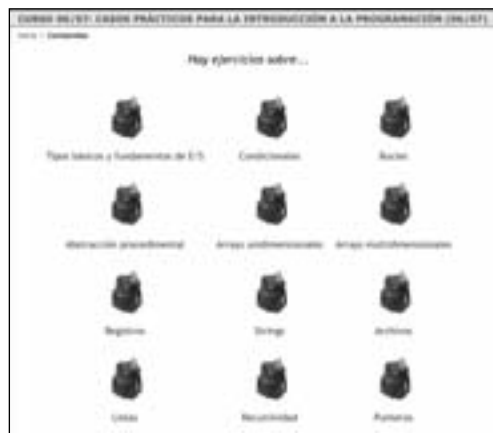 CURSO 06/07: CASOS PRÁCTICOS PARA LA INTRODUCCIÓN A LA PROGRAMACIÓN (06/07)
Inicio > Contenidos
Hay ejercicios sobre...
Tipos básicos y fundamentos de E/S Condicionales Bucles
Abstracción procedimental Arrays unidimensionales Arrays multidimensionales
Registros Strings Archivos
Listas Recursividad Punteros